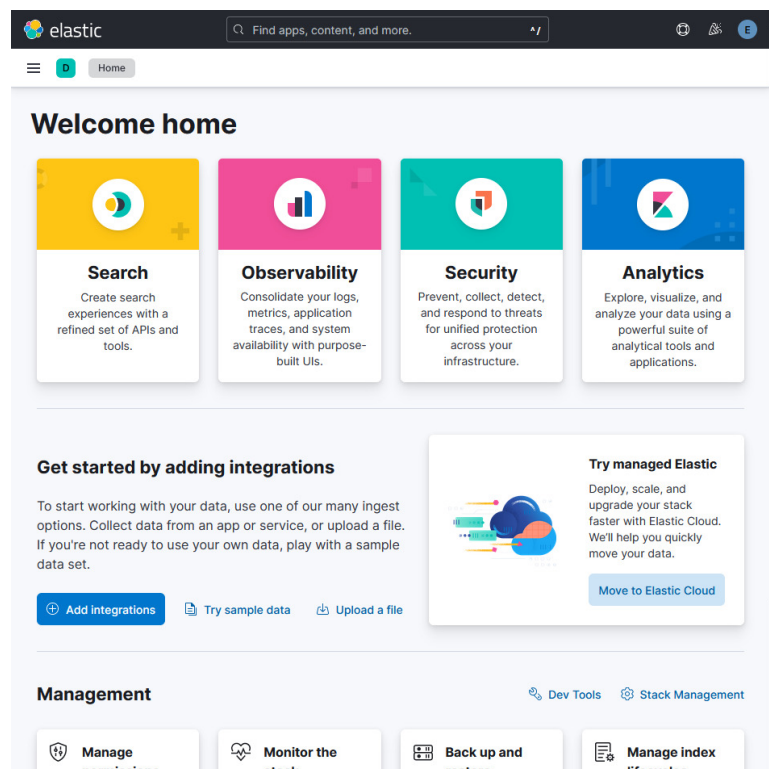 elastic
Find apps, content, and more.
^/
E
D
Home
Welcome home
Search
Create search
experiences with a
refined set of APIs and
tools.
Observability
Consolidate your logs,
metrics, application
traces, and system
availability with purpose-
built UIs.
Security
Prevent, collect, detect,
and respond to threats
for unified protection
across your
infrastructure.
Analytics
Explore, visualize, and
analyze your data using a
powerful suite of
analytical tools and
applications.
Get started by adding integrations
To start working with your data, use one of our many ingest
options. Collect data from an app or service, or upload a file.
If you're not ready to use your own data, play with a sample
data set.
Add integrations
Try sample data
Upload a file
Try managed Elastic
Deploy, scale, and
upgrade your stack
faster with Elastic Cloud.
We'll help you quickly
move your data.
Move to Elastic Cloud
Management
Dev Tools
Stack Management
Manage
Monitor the
Back up and
Manage index